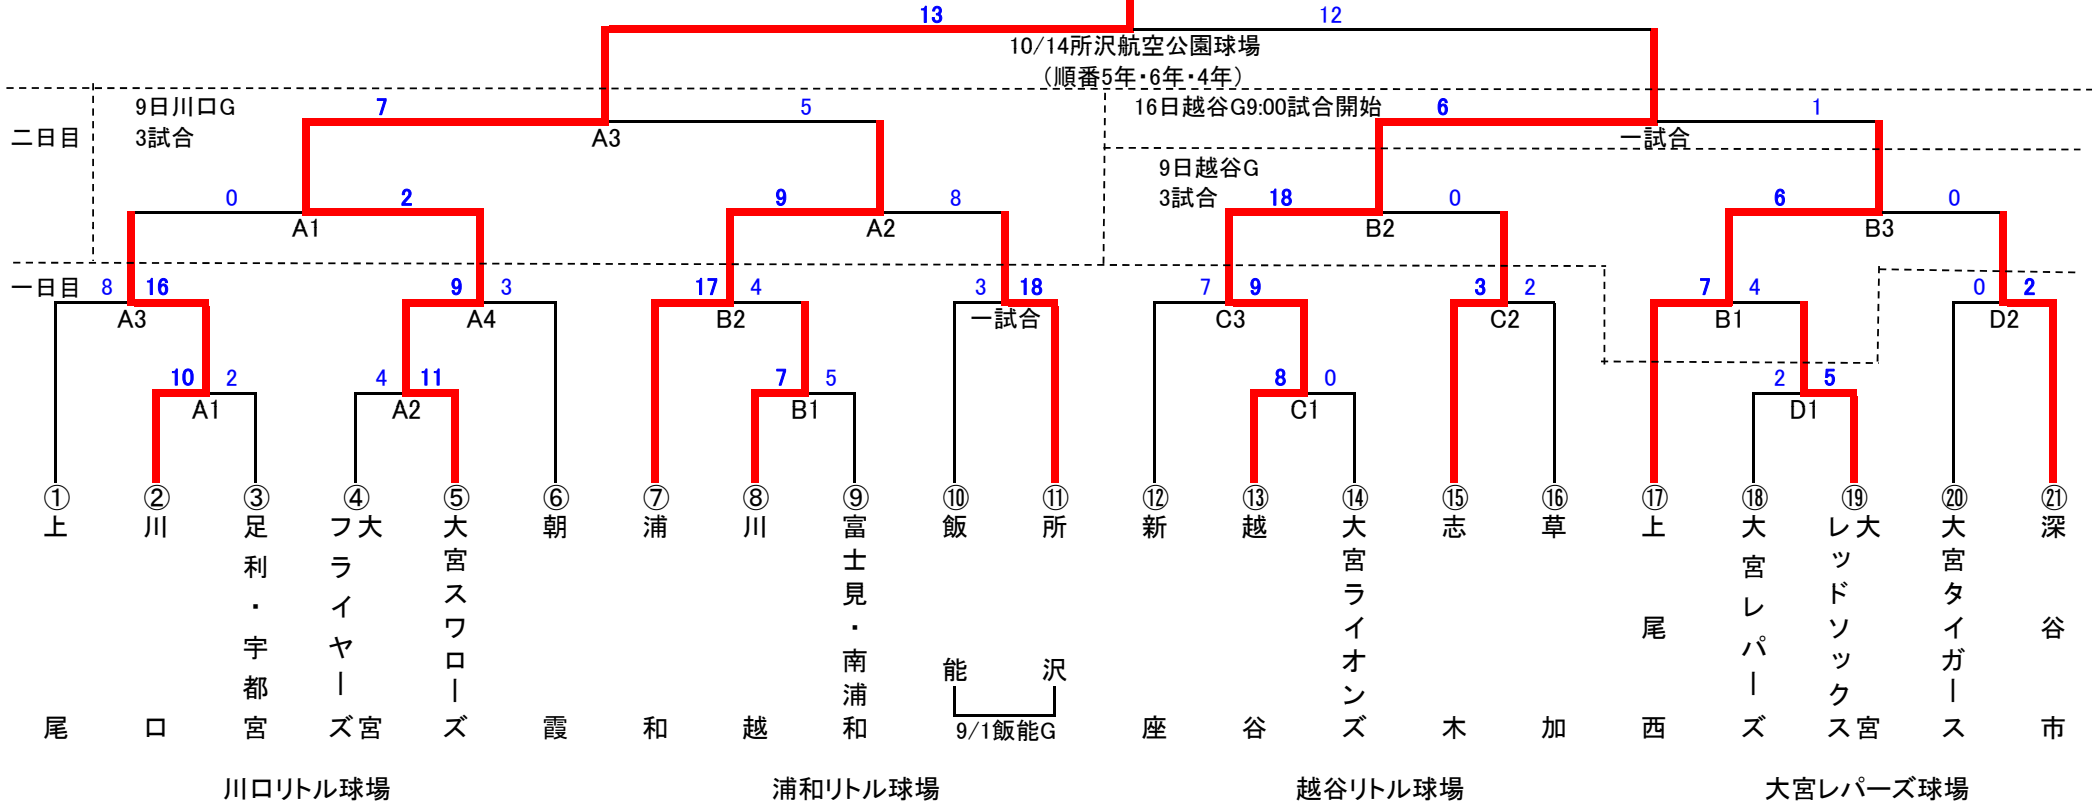 13 12
10/14所沢航空公園球場
（順番5年・6年・4年）
9日川口G 7 5 16日越谷G9:00試合開始 6 1
二日目 3試合 A3 一試合
9日越谷G
3試合
0 2 9 8 18 0 6 0
A1 A2 B2 B3
一日目 8 16 9 3 17 4 3 18 7 9 3 2 7 4 0 2
A3 A4 B2 一試合 C3 C2 B1 D2
10 2 4 11 7 5 8 0 2 5
A1 A2 B1 C1 D1
①上尾
②川口
③足利・宇都宮
④大宮フライヤーズ
⑤大宮スワローズ
⑥朝霞
⑦浦和
⑧川越
⑨富士見・南浦和
⑩飯能
⑪所沢
9/1飯能G
⑫新座
⑬越谷
⑭大宮ライオンズ
⑮志木
⑯草加
⑰上尾西
⑱大宮レパーズ
⑲大宮レッドソックス
⑳大宮タイガース
㉑深谷市
川口リトル球場 浦和リトル球場 越谷リトル球場 大宮レパーズ球場